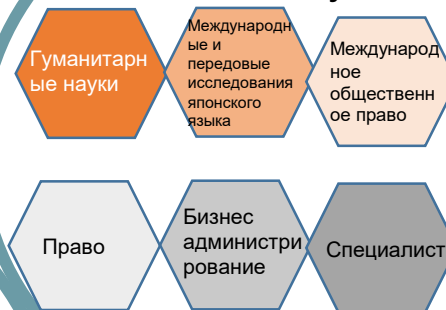 Гуманитарн
ые науки
Международн
ые и
передовые
исследования
японского
языка
Международ
ное
общественн
ое право
Право
Бизнес
администри
рование
Специалист